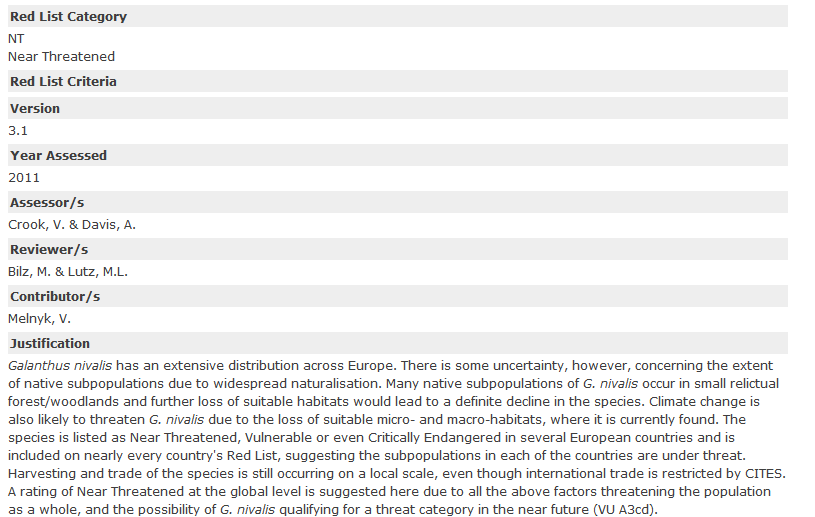 Red List Category
NT
Near Threatened
Red List Criteria
Version
3.1
Year Assessed
2011
Assessor/s
Crook, V. & Davis, A.
Reviewer/s
Bilz, M. & Lutz, M.L.
Contributor/s
Melnyk, V.
Justification
Galanthus nivalis has an extensive distribution across Europe. There is some uncertainty, however, concerning the extent
of native subpopulations due to widespread naturalisation. Many native subpopulations of G. nivalis occur in small relictual
forest/woodlands and further loss of suitable habitats would lead to a definite decline in the species. Climate change is
also likely to threaten G. nivalis due to the loss of suitable micro- and macro-habitats, where it is currently found. The
species is listed as Near Threatened, Vulnerable or even Critically Endangered in several European countries and is
included on nearly every country's Red List, suggesting the subpopulations in each of the countries are under threat.
Harvesting and trade of the species is still occurring on a local scale, even though international trade is restricted by CITES.
A rating of Near Threatened at the global level is suggested here due to all the above factors threatening the population
as a whole, and the possibility of G. nivalis qualifying for a threat category in the near future (VU A3cd).